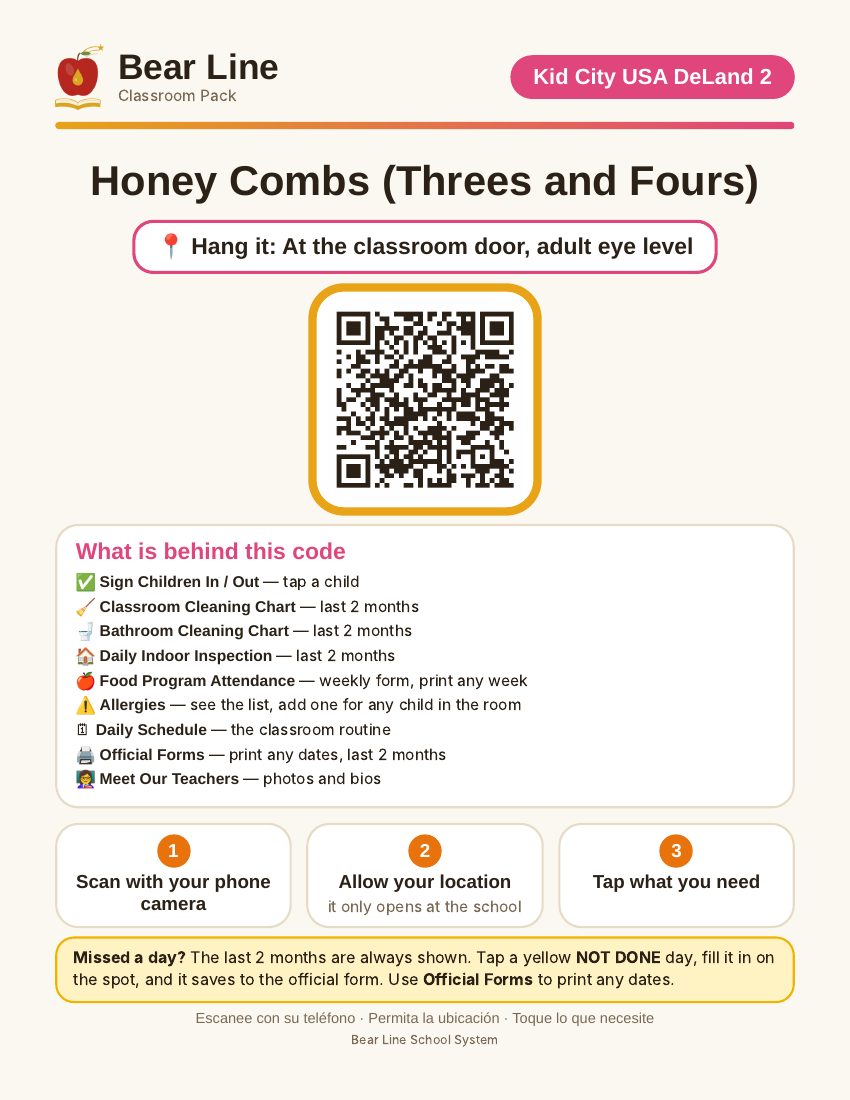 Bear Line
Classroom Pack
Kid City USA DeLand 2
Honey Combs (Threes and Fours)
📍 Hang it: At the classroom door, adult eye level
What is behind this code
✅ Sign Children In / Out — tap a child
🧹 Classroom Cleaning Chart — last 2 months
🚽 Bathroom Cleaning Chart — last 2 months
🏠 Daily Indoor Inspection — last 2 months
🍎 Food Program Attendance — weekly form, print any week
⚠️ Allergies — see the list, add one for any child in the room
🗓 Daily Schedule — the classroom routine
🖨️ Official Forms — print any dates, last 2 months
👩‍🏫 Meet Our Teachers — photos and bios
1
Scan with your phone
camera
2
Allow your location
it only opens at the school
3
Tap what you need
Missed a day? The last 2 months are always shown. Tap a yellow NOT DONE day, fill it in on
the spot, and it saves to the official form. Use Official Forms to print any dates.
Escanee con su teléfono · Permita la ubicación · Toque lo que necesite
Bear Line School System